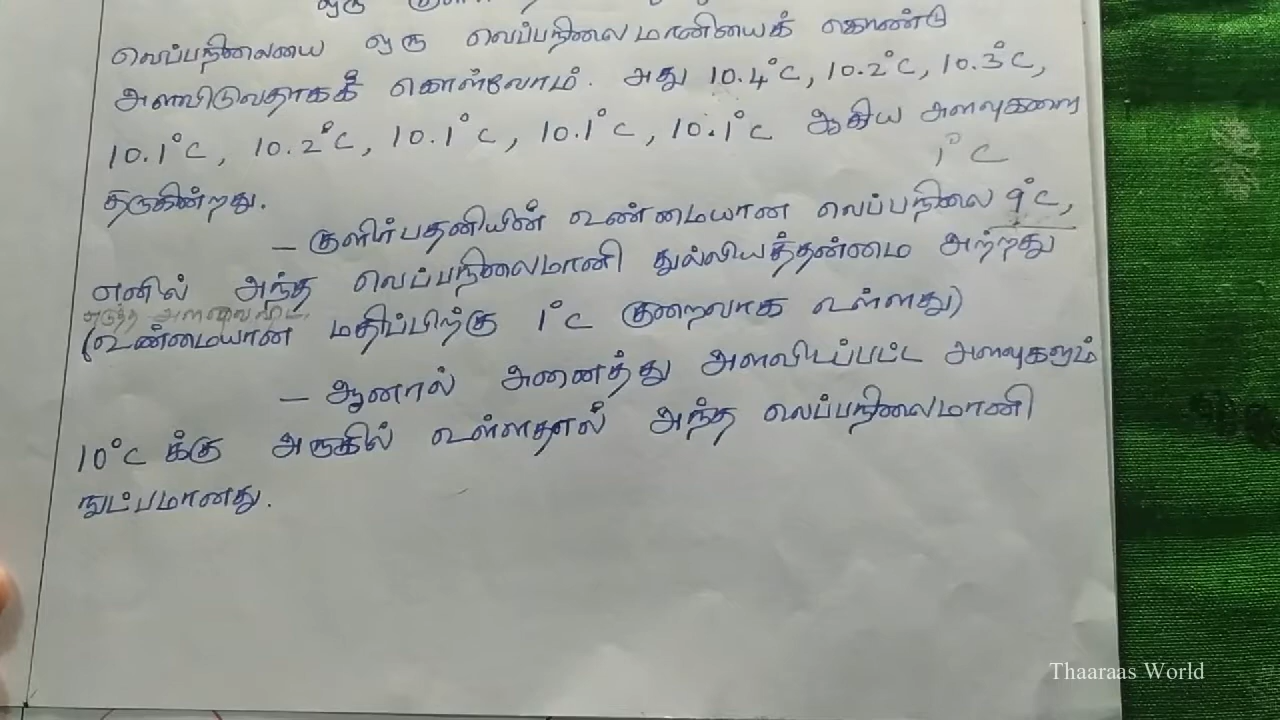 ஒரு
வெப்பநிலையை ஒரு வெப்பநிலைமானியைக் கொண்டு
அளவிடுவதாகக் கொள்வோம். அது 10.4°C, 10.2°C, 10.3°C,
10.1°C, 10.2°C, 10.1°C, 10.1°C, 10.1°C ஆகிய அளவுகளை
1°C
தருகின்றது.
– குளிர்பதனியின் உண்மையான வெப்பநிலை 9°C,
எனில் அந்த வெப்பநிலைமானி துல்லியத்தன்மை அற்றது
(உண்மையான மதிப்பிற்கு 1°C குறைவாக உள்ளது)
– ஆனால் அனைத்து அளவிடப்பட்ட அளவுகளும்
10°C க்கு அருகில் உள்ளதால் அந்த வெப்பநிலைமானி
நுட்பமானது.
Thaaraas World